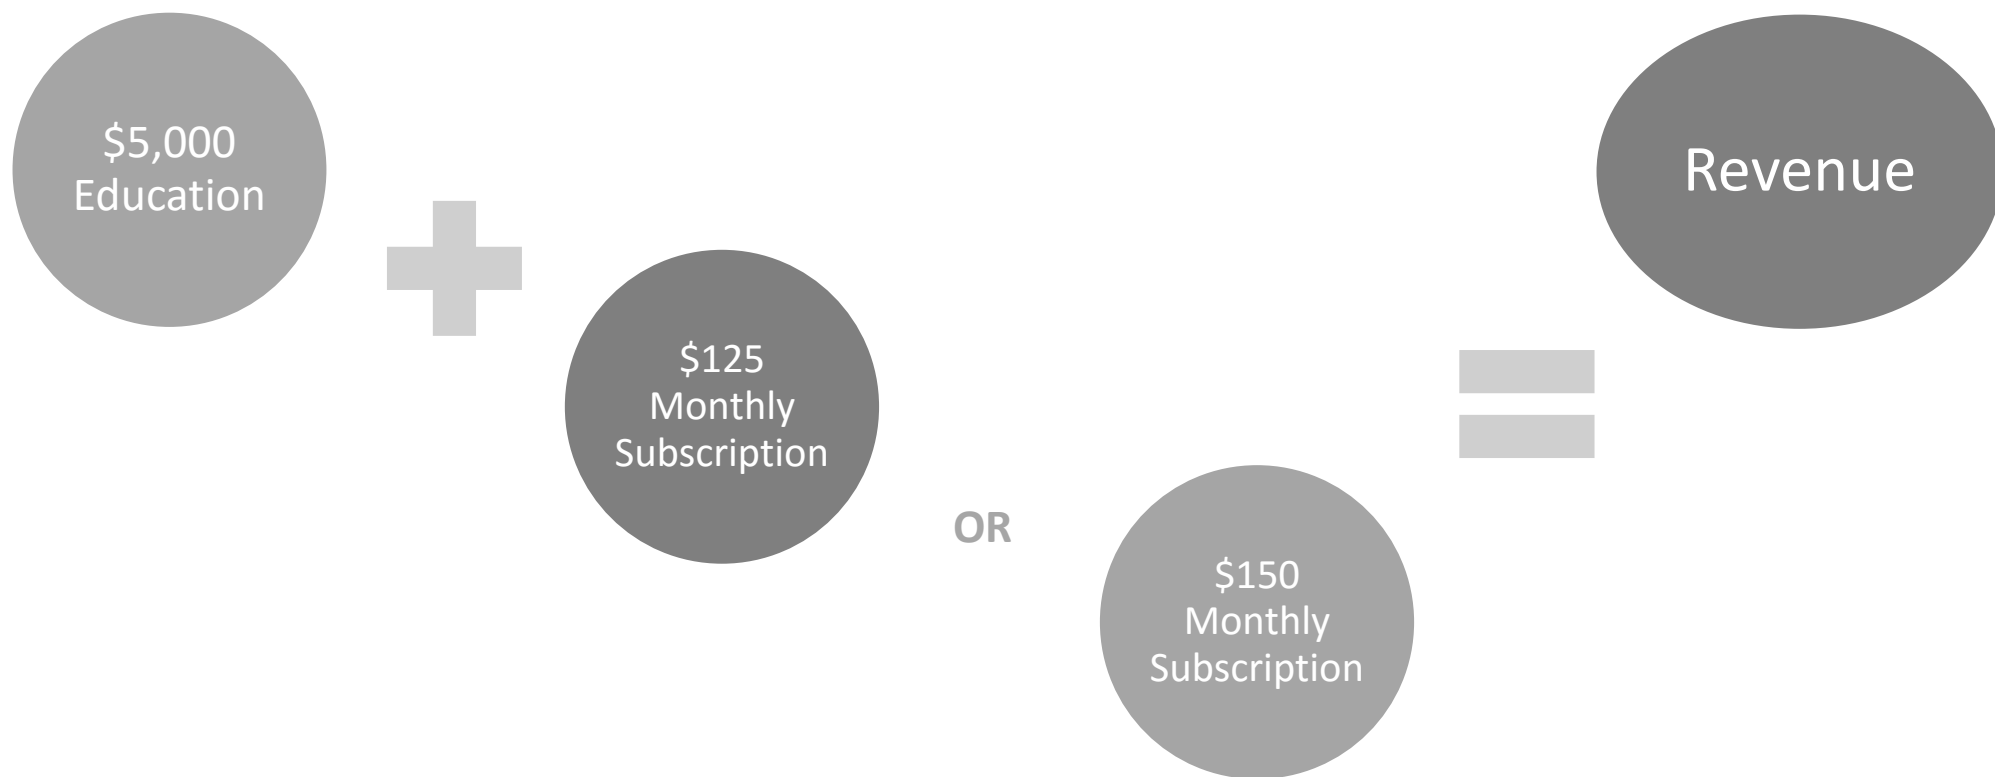 $5,000
Education
$125
Monthly
Subscription
OR
$150
Monthly
Subscription
Revenue